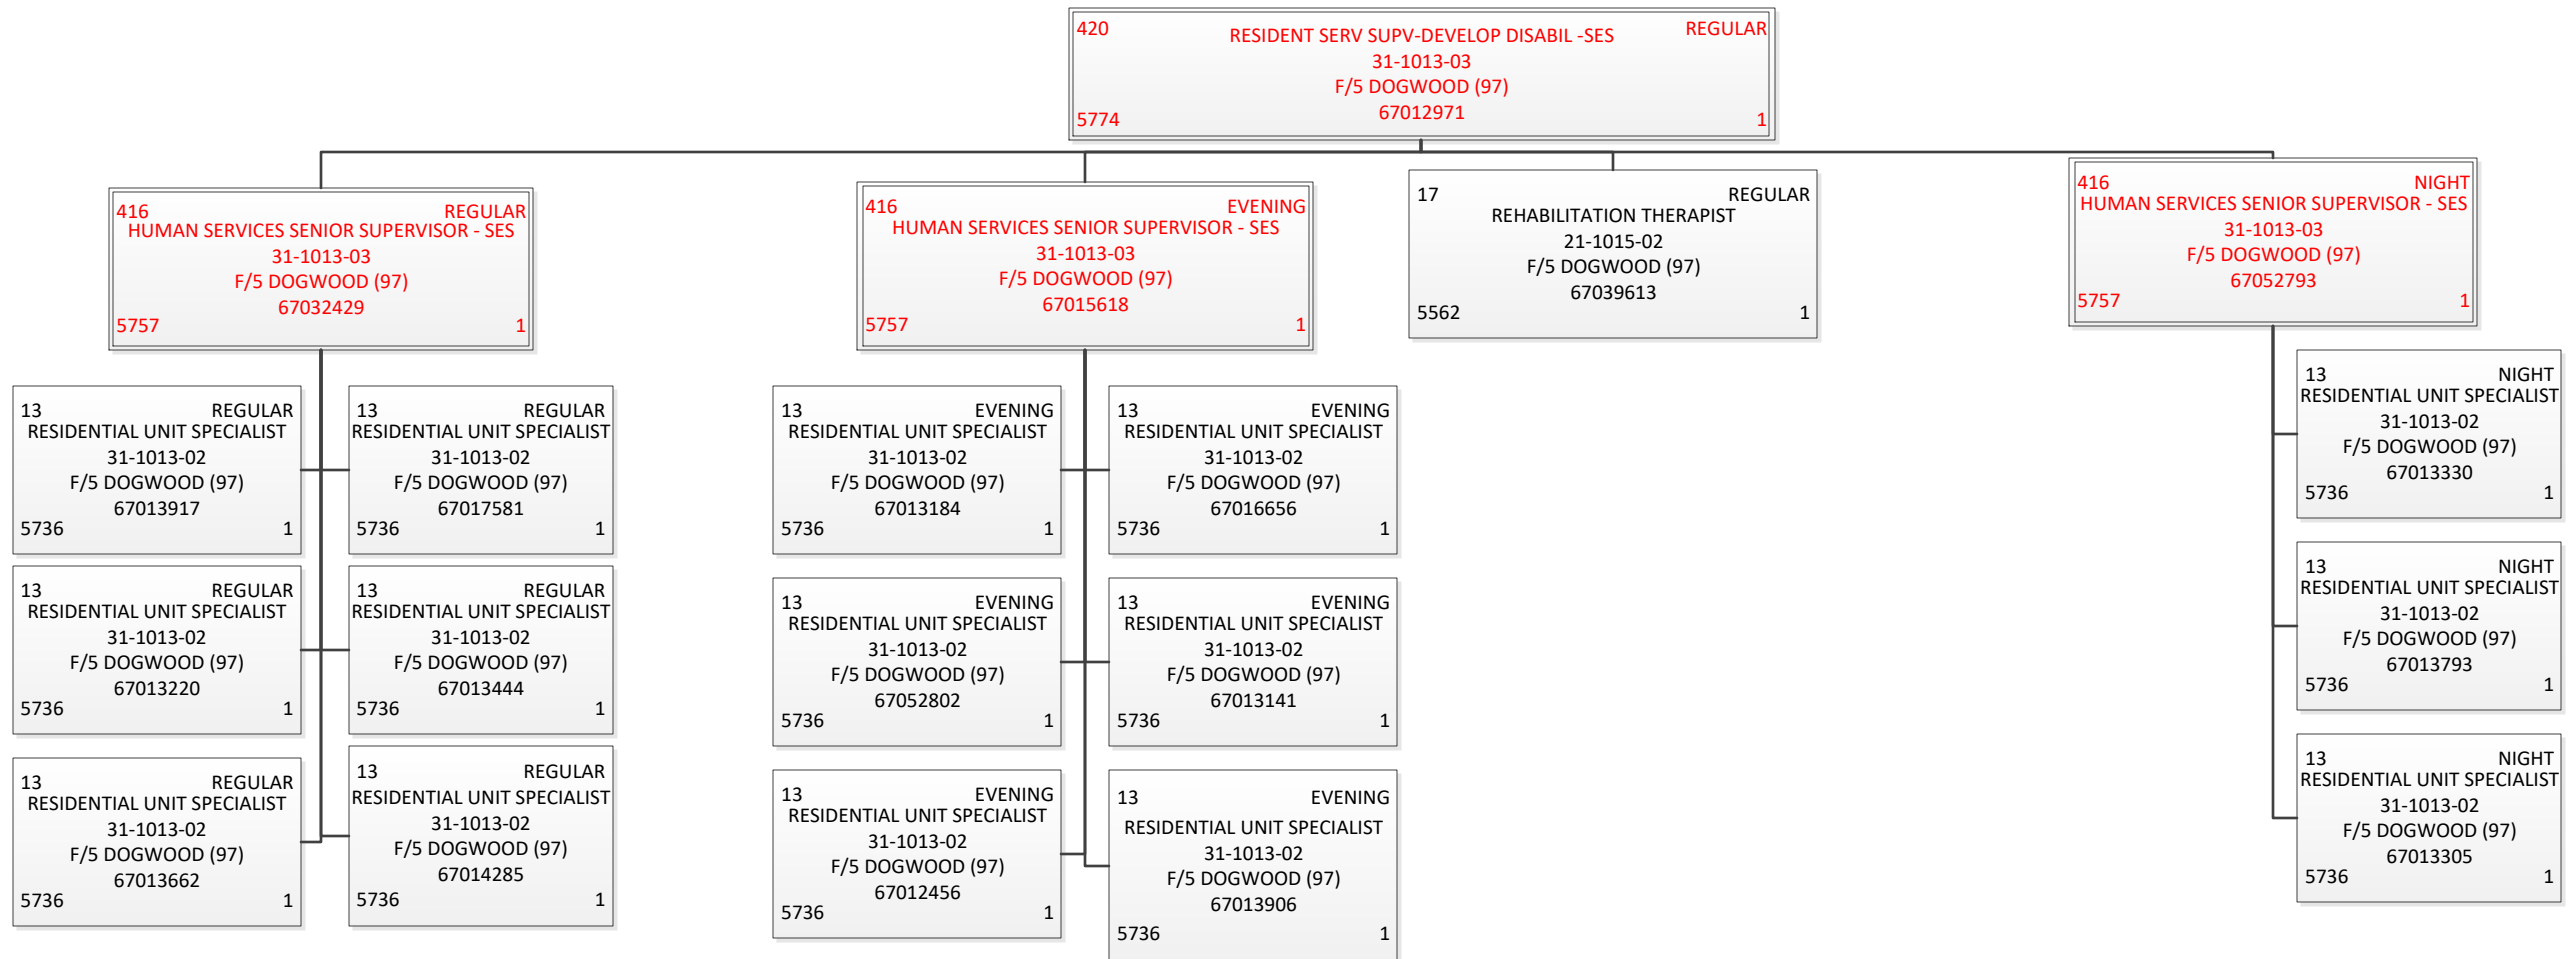 420 REGULAR
RESIDENT SERV SUPV-DEVELOP DISABIL -SES
31-1013-03
F/5 DOGWOOD (97)
67012971
5774 1
416 REGULAR
HUMAN SERVICES SENIOR SUPERVISOR - SES
31-1013-03
F/5 DOGWOOD (97)
67032429
5757 1
416 EVENING
HUMAN SERVICES SENIOR SUPERVISOR - SES
31-1013-03
F/5 DOGWOOD (97)
67015618
5757 1
17 REGULAR
REHABILITATION THERAPIST
21-1015-02
F/5 DOGWOOD (97)
67039613
5562 1
416 NIGHT
HUMAN SERVICES SENIOR SUPERVISOR - SES
31-1013-03
F/5 DOGWOOD (97)
67052793
5757 1
13 REGULAR
RESIDENTIAL UNIT SPECIALIST
31-1013-02
F/5 DOGWOOD (97)
67013917
5736 1
13 REGULAR
RESIDENTIAL UNIT SPECIALIST
31-1013-02
F/5 DOGWOOD (97)
67017581
5736 1
13 REGULAR
RESIDENTIAL UNIT SPECIALIST
31-1013-02
F/5 DOGWOOD (97)
67013220
5736 1
13 REGULAR
RESIDENTIAL UNIT SPECIALIST
31-1013-02
F/5 DOGWOOD (97)
67013444
5736 1
13 REGULAR
RESIDENTIAL UNIT SPECIALIST
31-1013-02
F/5 DOGWOOD (97)
67013662
5736 1
13 REGULAR
RESIDENTIAL UNIT SPECIALIST
31-1013-02
F/5 DOGWOOD (97)
67014285
5736 1
13 EVENING
RESIDENTIAL UNIT SPECIALIST
31-1013-02
F/5 DOGWOOD (97)
67013184
5736 1
13 EVENING
RESIDENTIAL UNIT SPECIALIST
31-1013-02
F/5 DOGWOOD (97)
67016656
5736 1
13 EVENING
RESIDENTIAL UNIT SPECIALIST
31-1013-02
F/5 DOGWOOD (97)
67052802
5736 1
13 EVENING
RESIDENTIAL UNIT SPECIALIST
31-1013-02
F/5 DOGWOOD (97)
67013141
5736 1
13 EVENING
RESIDENTIAL UNIT SPECIALIST
31-1013-02
F/5 DOGWOOD (97)
67012456
5736 1
13 EVENING
RESIDENTIAL UNIT SPECIALIST
31-1013-02
F/5 DOGWOOD (97)
67013906
5736 1
13 NIGHT
RESIDENTIAL UNIT SPECIALIST
31-1013-02
F/5 DOGWOOD (97)
67013330
5736 1
13 NIGHT
RESIDENTIAL UNIT SPECIALIST
31-1013-02
F/5 DOGWOOD (97)
67013793
5736 1
13 NIGHT
RESIDENTIAL UNIT SPECIALIST
31-1013-02
F/5 DOGWOOD (97)
67013305
5736 1